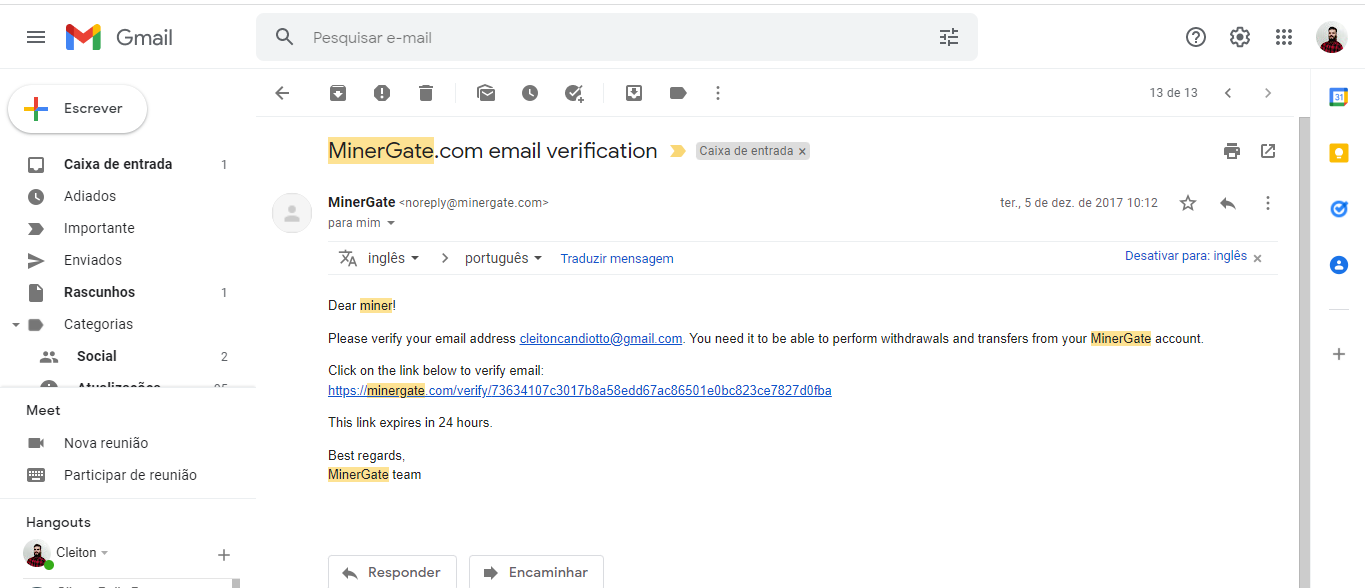 Gmail
Pesquisar e-mail
Escrever
13 de 13
31
MinerGate.com email verification
Caixa de entrada ×
Caixa de entrada 1
Adiados
Importante
Enviados
Rascunhos 1
Categorias
Social 2
Atualizações
MinerGate <noreply@minergate.com>
ter., 5 de dez. de 2017 10:12
para mim
inglês > português Traduzir mensagem
Desativar para: inglês ×
Dear miner!
Please verify your email address cleitoncandiotto@gmail.com. You need it to be able to perform withdrawals and transfers from your MinerGate account.
Click on the link below to verify email:
https://minergate.com/verify/73634107c3017b8a58edd67ac86501e0bc823ce7827d0fba
This link expires in 24 hours.
Best regards,
MinerGate team
Meet
Nova reunião
Participar de reunião
Hangouts
Cleiton
Responder
Encaminhar